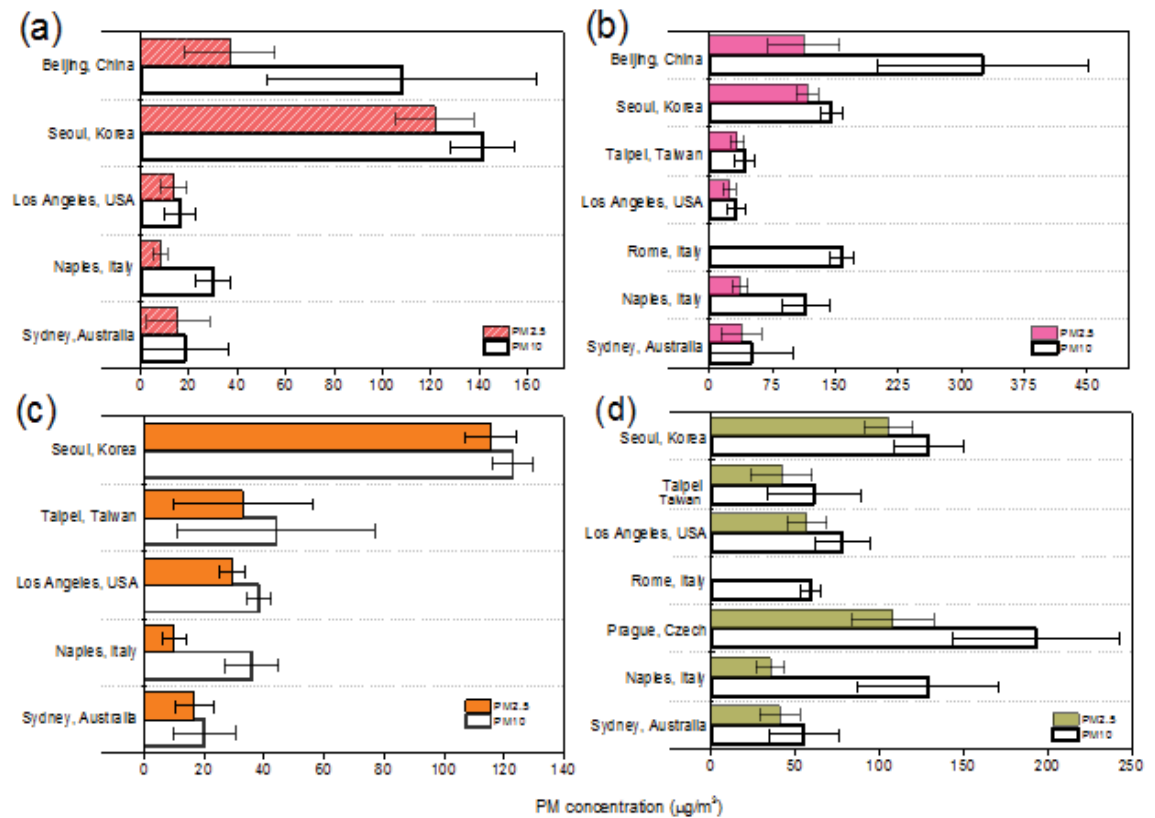 (a)
Beijing, China
Seoul, Korea
Los Angeles, USA
Naples, Italy
Sydney, Australia
PM2.5
PM10
0 20 40 60 80 100 120 140 160
(b)
Beijing, China
Seoul, Korea
Taipei, Taiwan
Los Angeles, USA
Rome, Italy
Naples, Italy
Sydney, Australia
PM2.5
PM10
0 75 150 225 300 375 450
(c)
Seoul, Korea
Taipei, Taiwan
Los Angeles, USA
Naples, Italy
Sydney, Australia
PM2.5
PM10
0 20 40 60 80 100 120 140
(d)
Seoul, Korea
Taipei
Taiwan
Los Angeles, USA
Rome, Italy
Prague, Czech
Naples, Italy
Sydney, Australia
PM2.5
PM10
0 50 100 150 200 250
PM concentration (μg/m³)